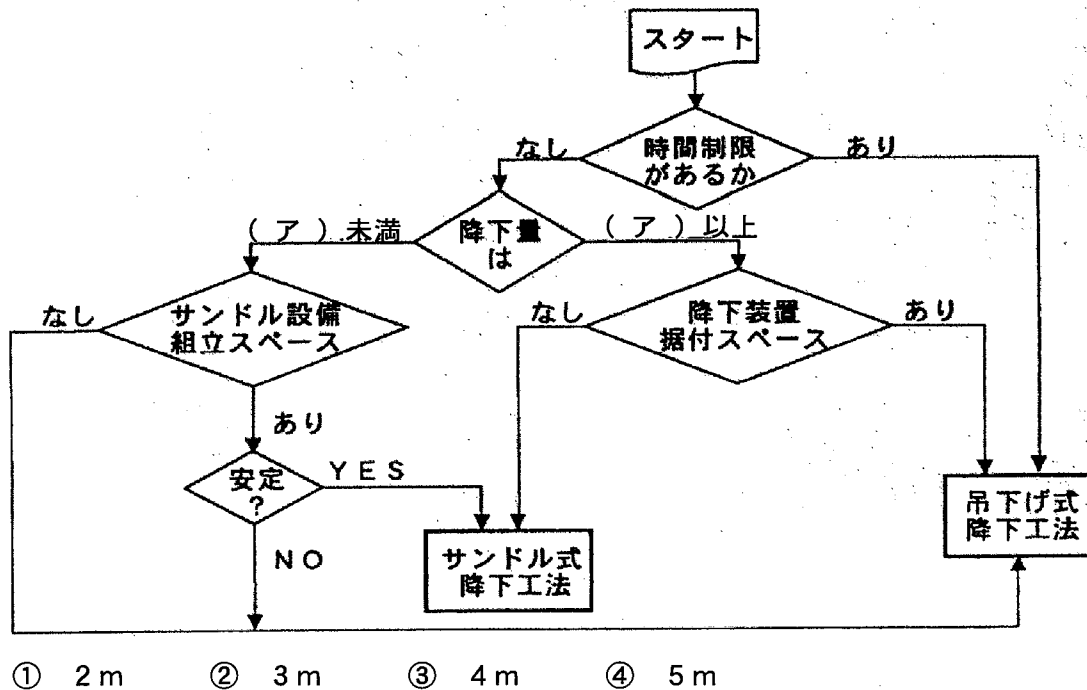 スタート
時間制限
があるか
なし
あり
降下量
は
(ア)未満
(ア)以上
サンドル設備
組立スペース
なし
あり
降下装置
据付スペース
なし
あり
安定
?
YES
NO
サンドル式
降下工法
吊下げ式
降下工法
① 2m ② 3m ③ 4m ④ 5m